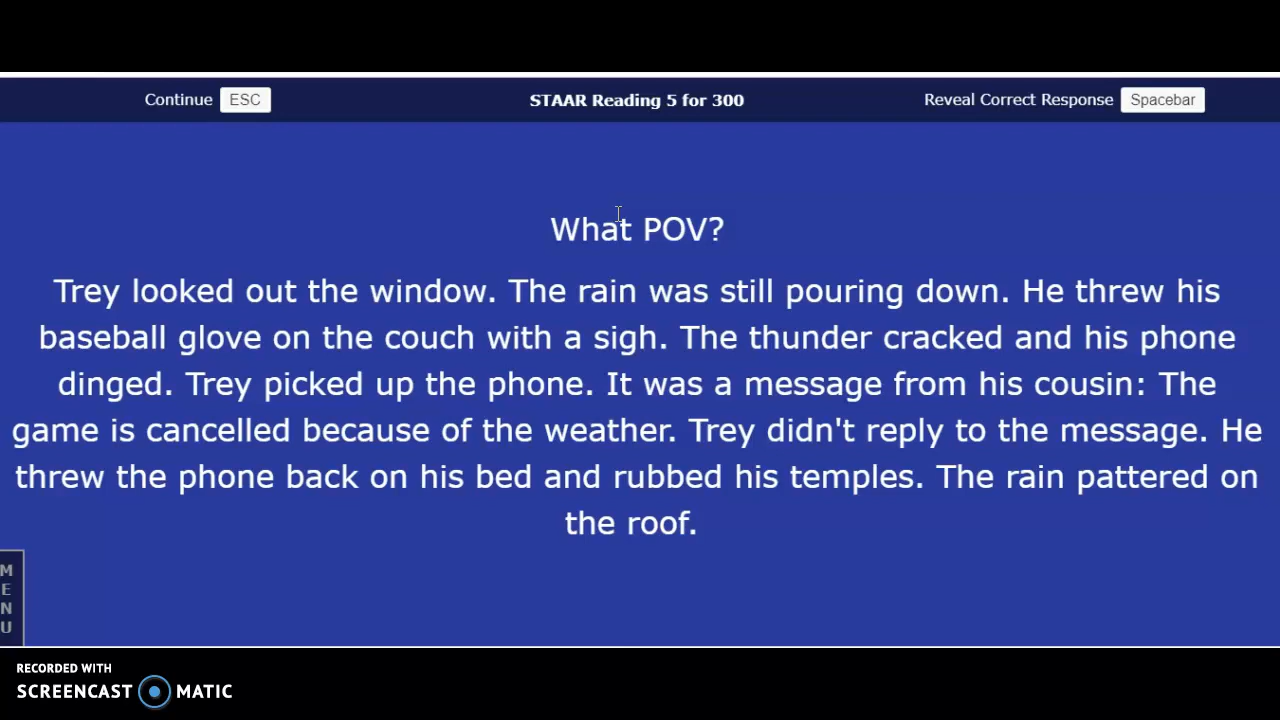 Continue ESC STAAR Reading 5 for 300 Reveal Correct Response Spacebar
What POV?
Trey looked out the window. The rain was still pouring down. He threw his
baseball glove on the couch with a sigh. The thunder cracked and his phone
dinged. Trey picked up the phone. It was a message from his cousin: The
game is cancelled because of the weather. Trey didn't reply to the message. He
threw the phone back on his bed and rubbed his temples. The rain pattered on
the roof.
MENU
RECORDED WITH
SCREENCAST MATIC